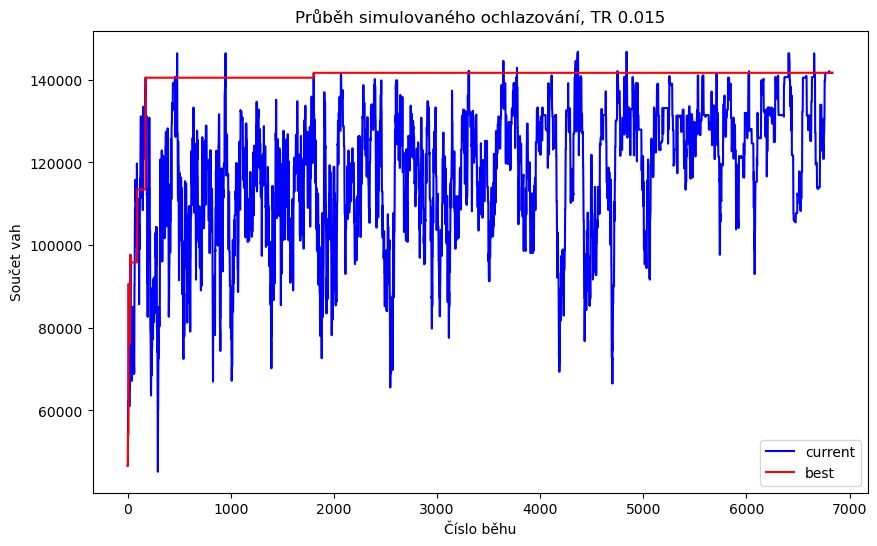 Průběh simulovaného ochlazování, TR 0.015
Součet vah
140000
120000
100000
80000
60000
0 1000 2000 3000 4000 5000 6000 7000
Číslo běhu
current
best